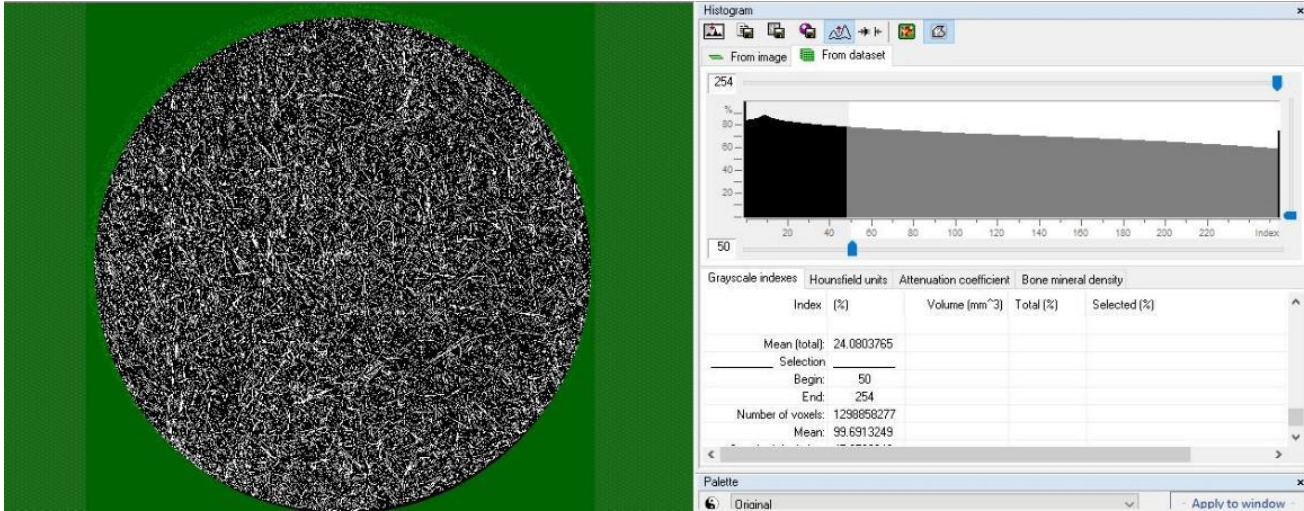 Histogram
From image From dataset
254
%
80
60
40
20
20 40 60 80 100 120 140 160 180 200 220 Index
50
Grayscale indexes Hounsfield units Attenuation coefficient Bone mineral density
Index (%) Volume (mm^3) Total (%) Selected (%)
Mean (total): 24.0803765
Selection
Begin: 50
End: 254
Number of voxels: 1298858277
Mean: 99.6913249
Palette
Original Apply to window